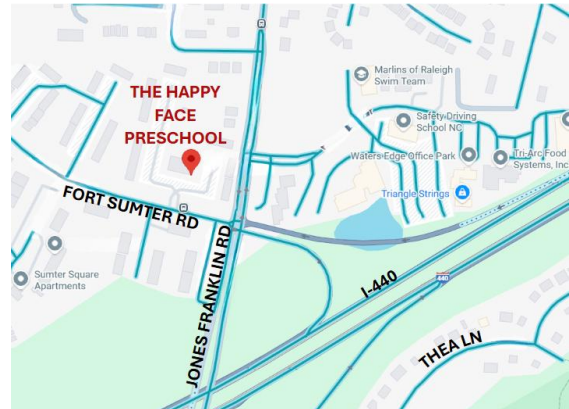 Marlins of Raleigh
Swim Team
THE HAPPY
FACE
PRESCHOOL
Safety-Driving
School NC
Waters Edge Office Park
Tri-Arc Food
Systems, Inc
Triangle Strings
FORT SUMTER RD
JONES FRANKLIN RD
Sumter Square
Apartments
I-440
440
THEA LN